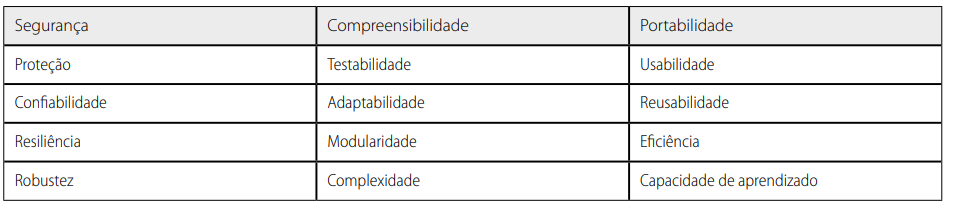 Segurança Compreensibilidade Portabilidade
Proteção Testabilidade Usabilidade
Confiabilidade Adaptabilidade Reusabilidade
Resiliência Modularidade Eficiência
Robustez Complexidade Capacidade de aprendizado